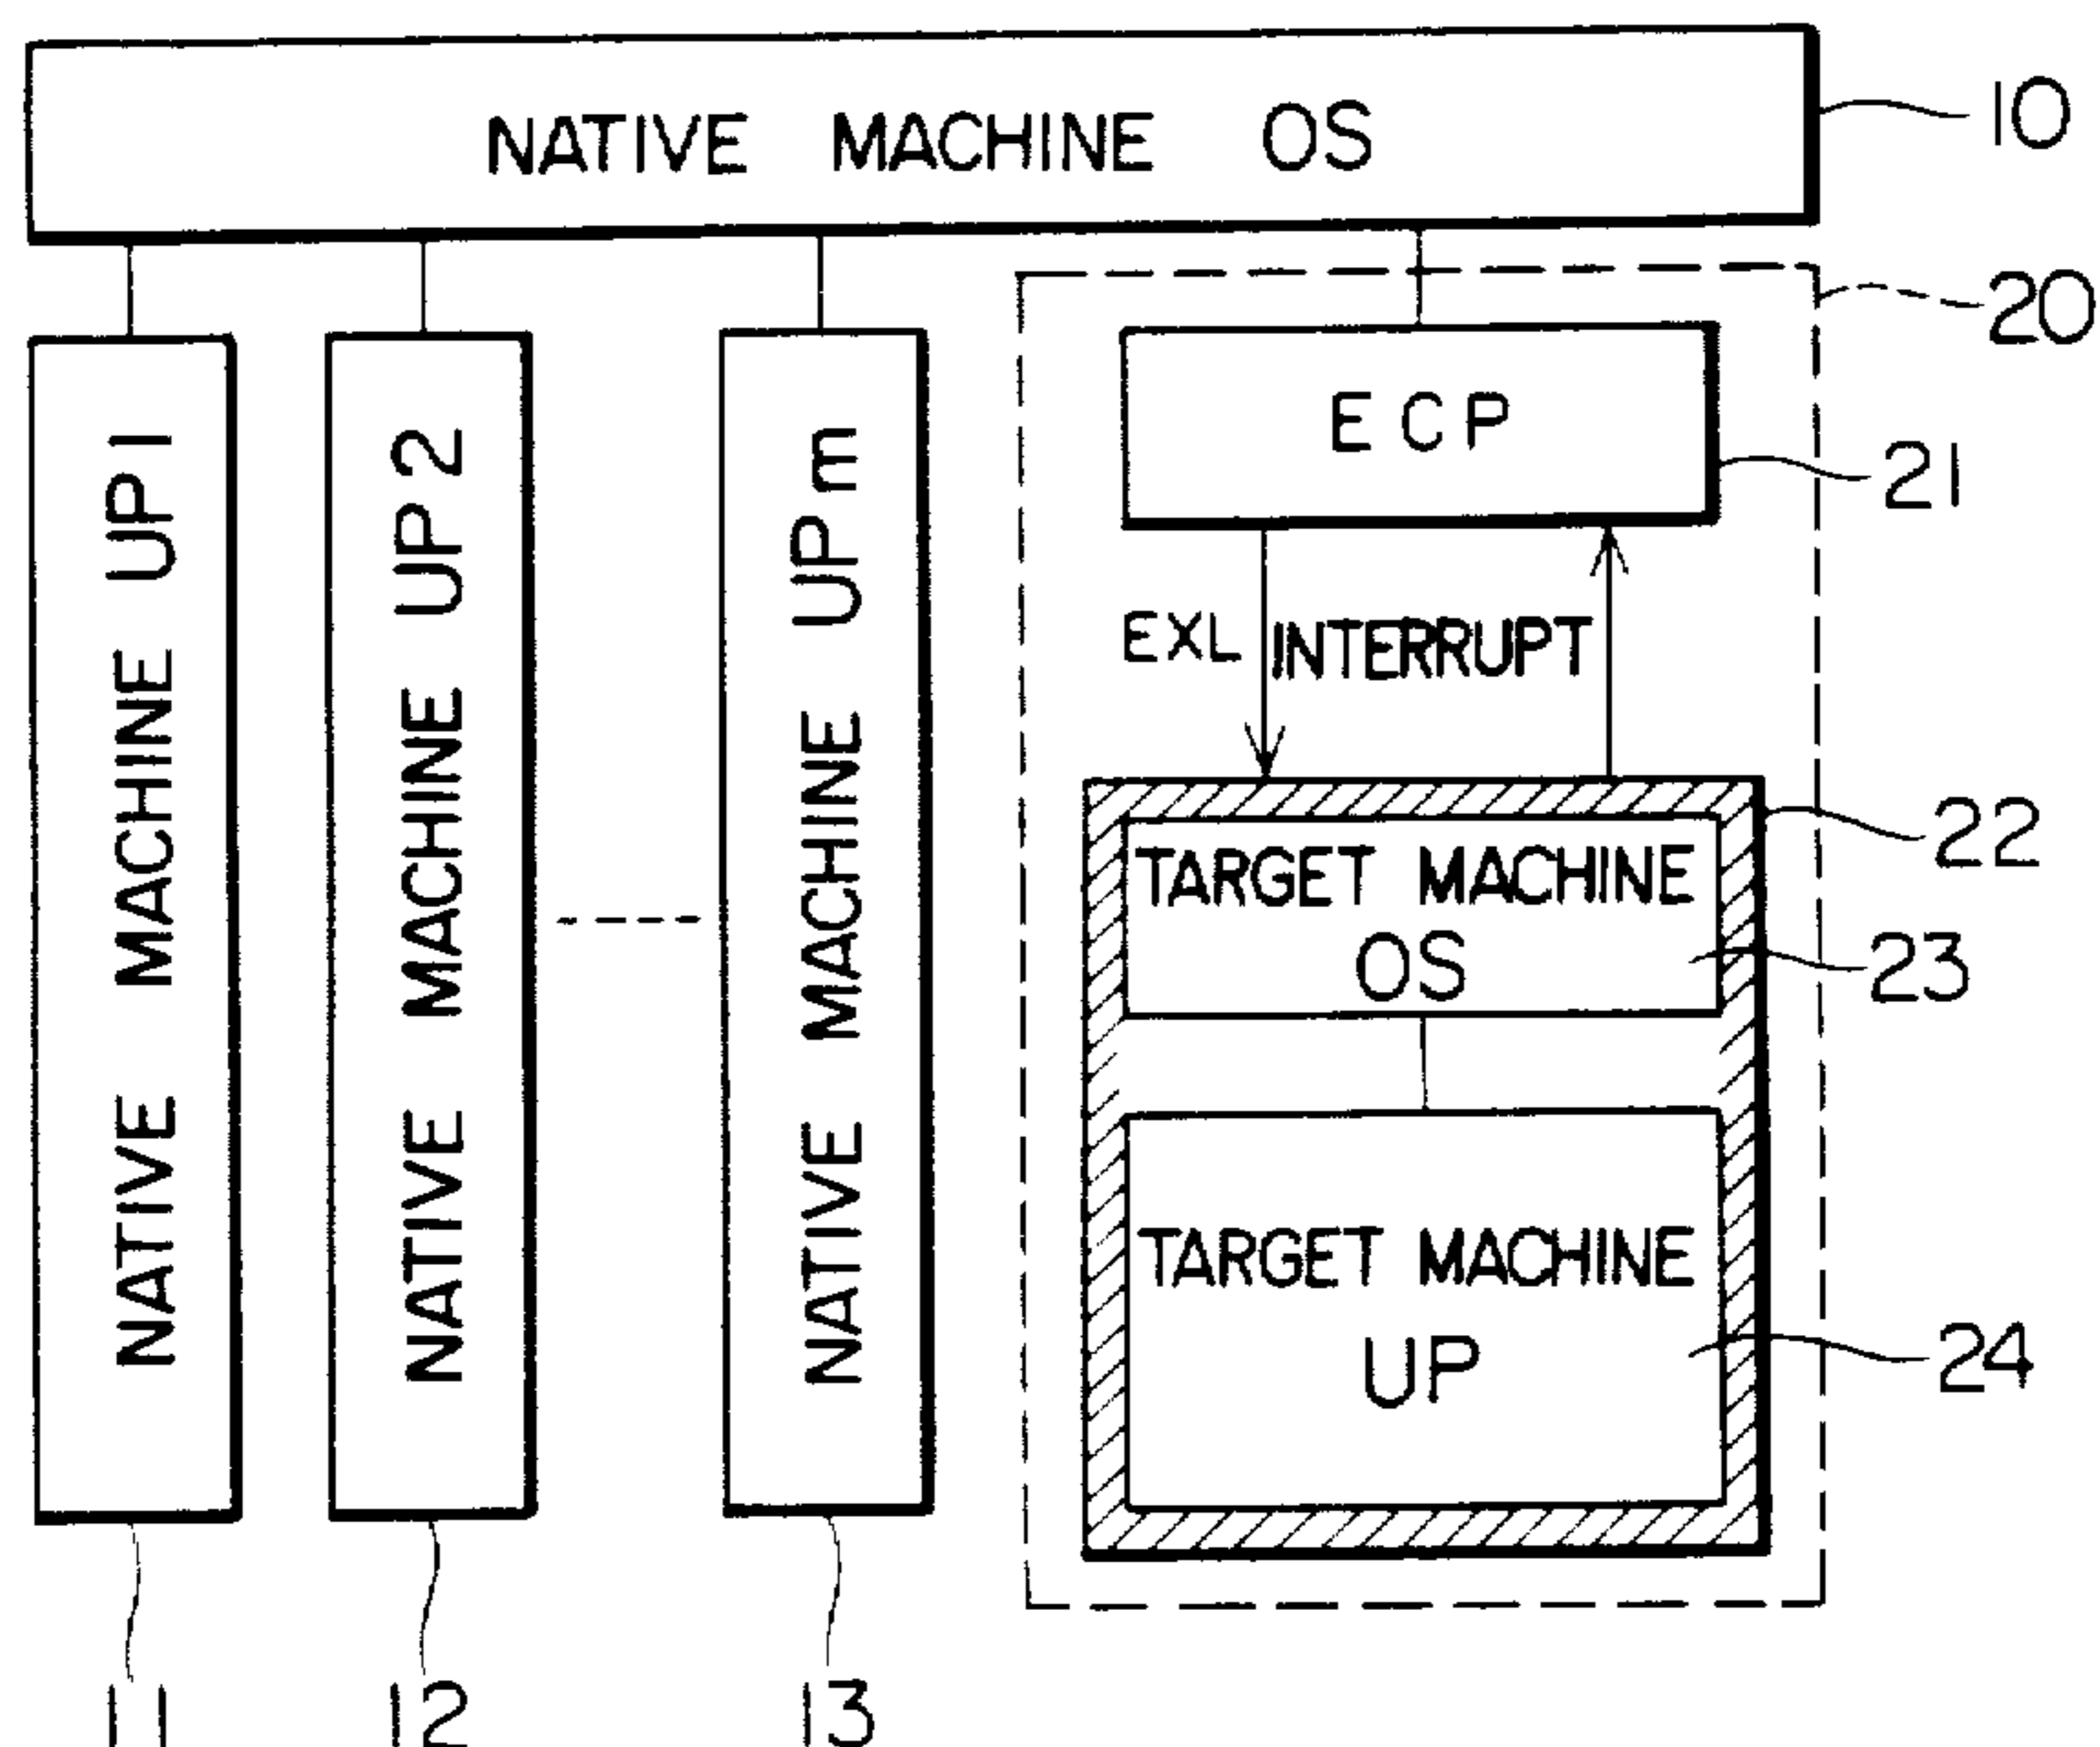 NATIVE MACHINE OS
10
20
ECP
21
NATIVE MACHINE UP1
NATIVE MACHINE UP2
NATIVE MACHINE UPm
EXL
INTERRUPT
22
TARGET MACHINE
OS
23
TARGET MACHINE
UP
24
11
12
13